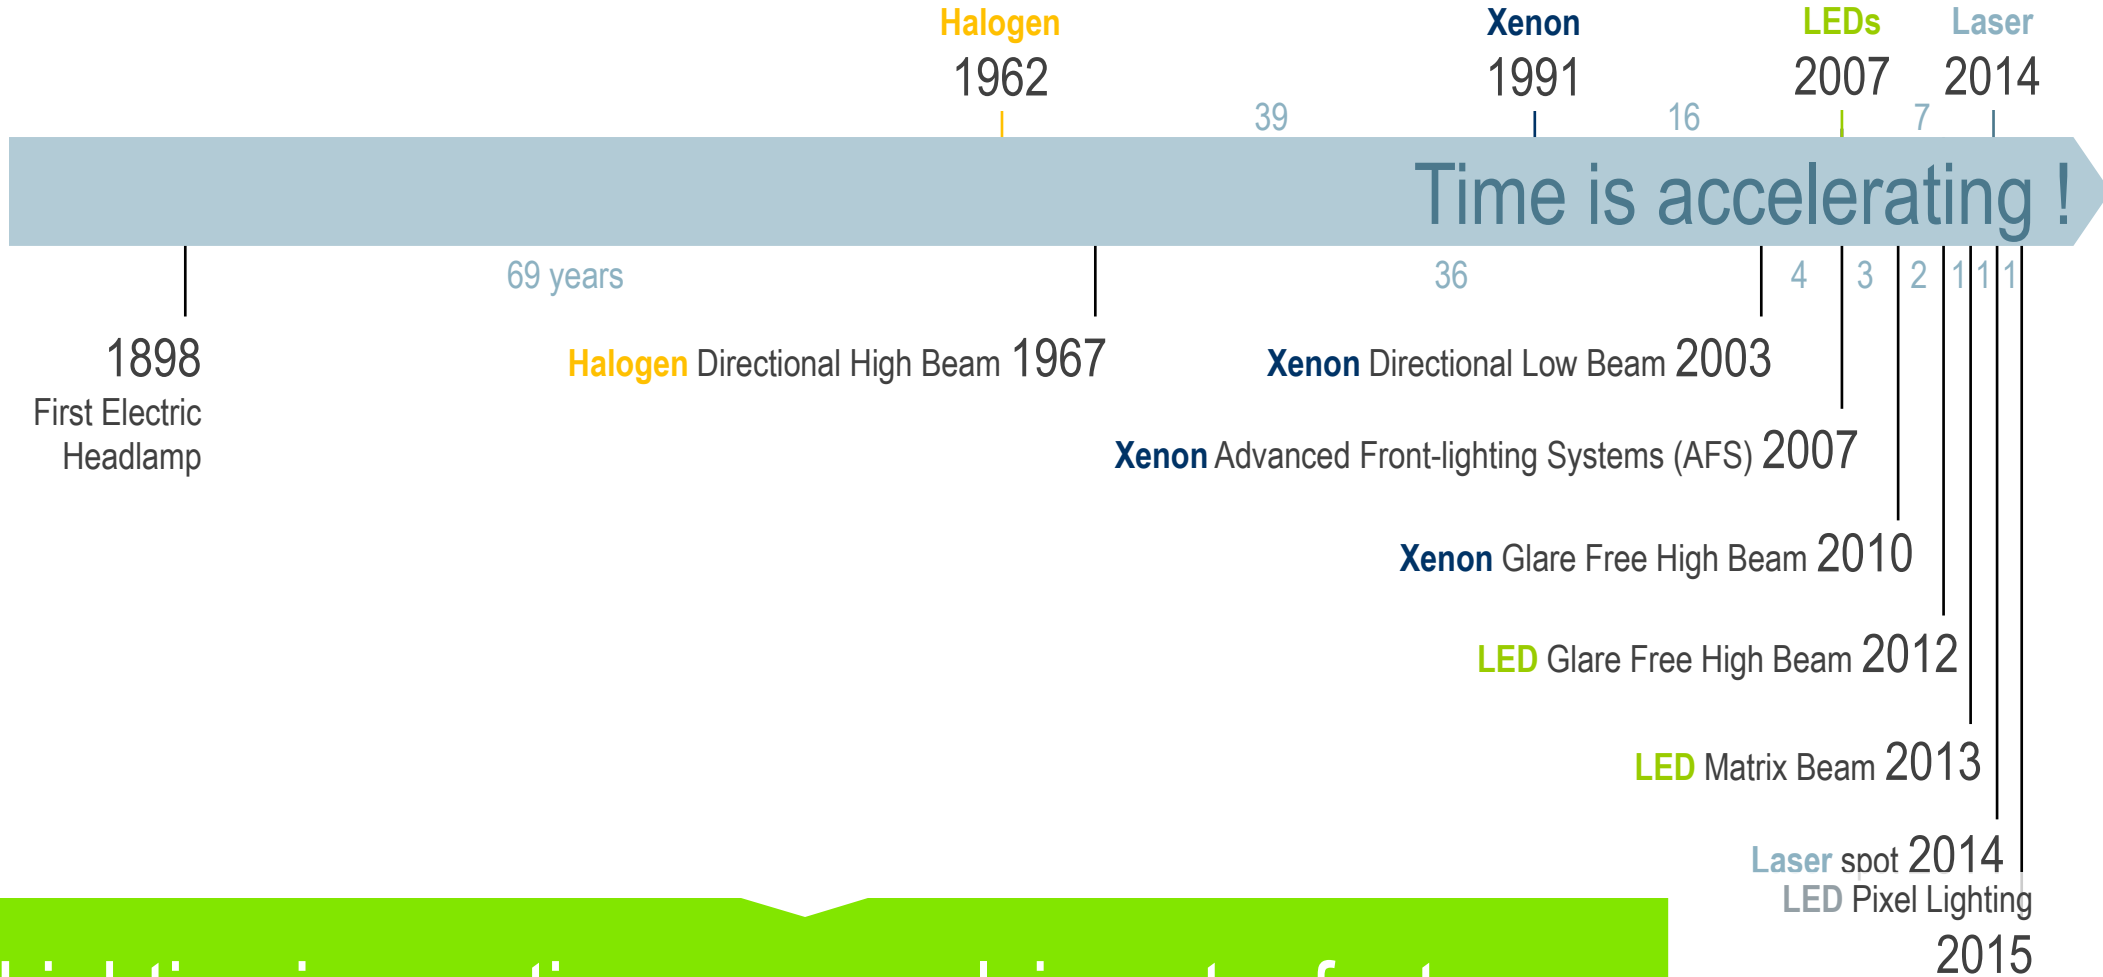 Halogen
1962
Xenon
1991
LEDs
2007
Laser
2014
39
16
7
Time is accelerating !
69 years
36
4
3
2
1
1
1
1898
First Electric
Headlamp
Halogen Directional High Beam 1967
Xenon Directional Low Beam 2003
Xenon Advanced Front-lighting Systems (AFS) 2007
Xenon Glare Free High Beam 2010
LED Glare Free High Beam 2012
LED Matrix Beam 2013
Laser spot 2014
LED Pixel Lighting
2015